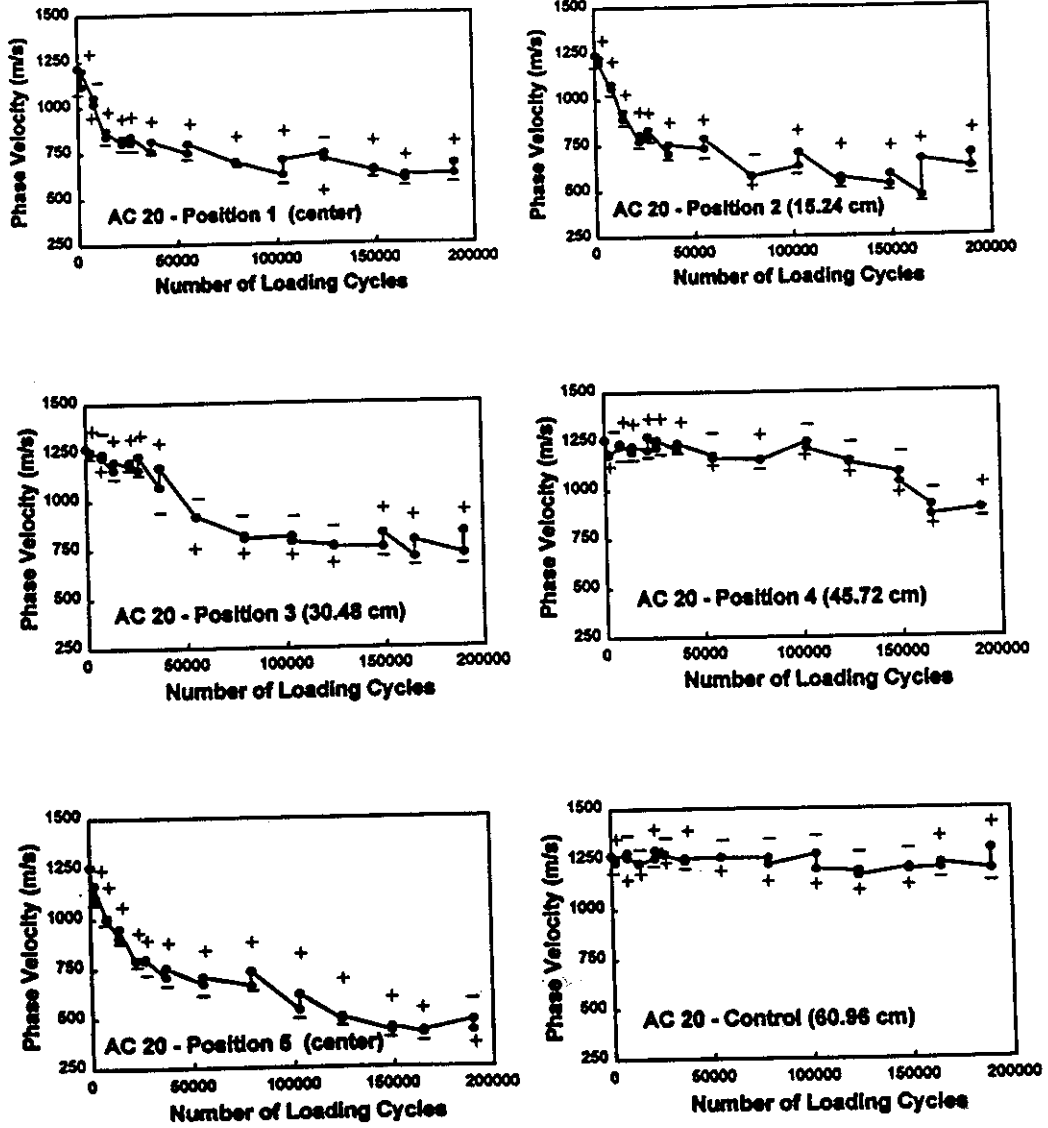 1500
1250
1000
750
500
250
Phase Velocity (m/s)
AC 20 - Position 1 (center)
0 50000 100000 150000 200000
Number of Loading Cycles
1500
1250
1000
750
500
250
Phase Velocity (m/s)
AC 20 - Position 2 (15.24 cm)
0 50000 100000 150000 200000
Number of Loading Cycles
1500
1250
1000
750
500
250
Phase Velocity (m/s)
AC 20 - Position 3 (30.48 cm)
0 50000 100000 150000 200000
Number of Loading Cycles
1500
1250
1000
750
500
250
Phase Velocity (m/s)
AC 20 - Position 4 (45.72 cm)
0 50000 100000 150000 200000
Number of Loading Cycles
1500
1250
1000
750
500
250
Phase Velocity (m/s)
AC 20 - Position 5 (center)
0 50000 100000 150000 200000
Number of Loading Cycles
1500
1250
1000
750
500
250
Phase Velocity (m/s)
AC 20 - Control (60.96 cm)
0 50000 100000 150000 200000
Number of Loading Cycles